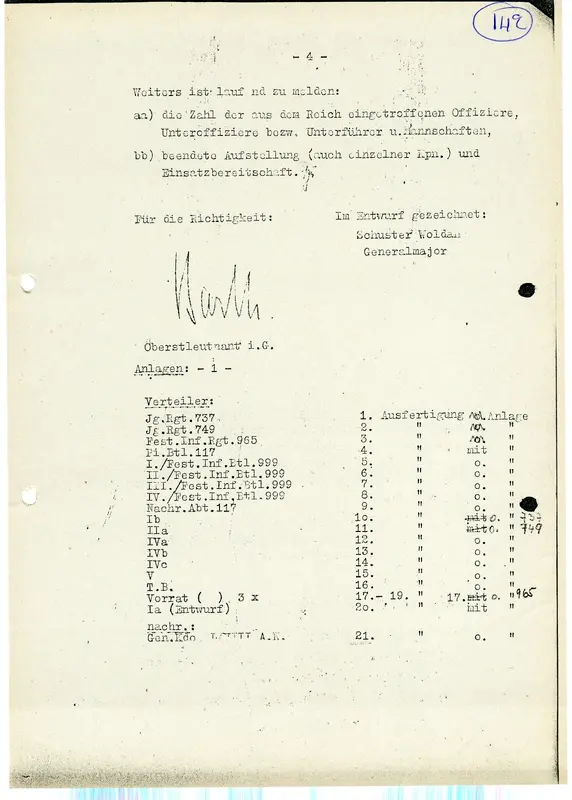 142
- 4 -
Weiters ist lauf nd zu melden:
aa) die Zahl der aus dem Reich eingetroffenen Offiziere,
Unteroffiziere bezw. Unterführer u.Mannschaften,
bb) beendete Aufstellung (auch einzelner Kpn.) und
Einsatzbereitschaft.
Für die Richtigkeit: Im Entwurf gezeichnet:
Schuster Woldan
Generalmajor
Oberstleutnant i.G.
Anlagen: - 1 -
Verteiler:
Jg.Rgt.737 1. Ausfertigung Anlage
Jg.Rgt.749 2. " "
Fest.Inf.Rgt.965 3. " "
Pi.Btl.117 4. " mit "
I./Fest.Inf.Btl.999 5. " o. "
II./Fest.Inf.Btl.999 6. " o. "
III./Fest.Inf.Btl.999 7. " o. "
IV./Fest.Inf.Btl.999 8. " o. "
Nachr.Abt.117 9. " o. "
Ib 10. " mit o. " 737
IIa 11. " mit o. " 749
IVa 12. " o. "
IVb 13. " o. "
IVc 14. " o. "
V 15. " o. "
T.B. 16. " o. "
Vorrat ( ) 3 x 17.- 19. " 17.mit o. " 965
Ia (Entwurf) 20. " mit "
nachr.:
Gen.Kdo A.K. 21. " o. "